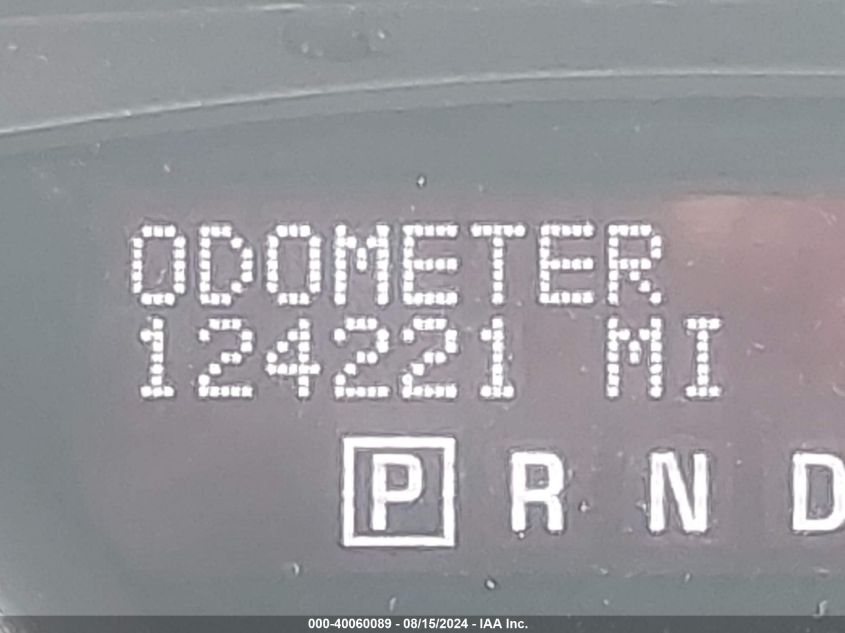 ODOMETER
124221 MI
P R N D
000-40060089 - 08/15/2024 - IAA Inc.